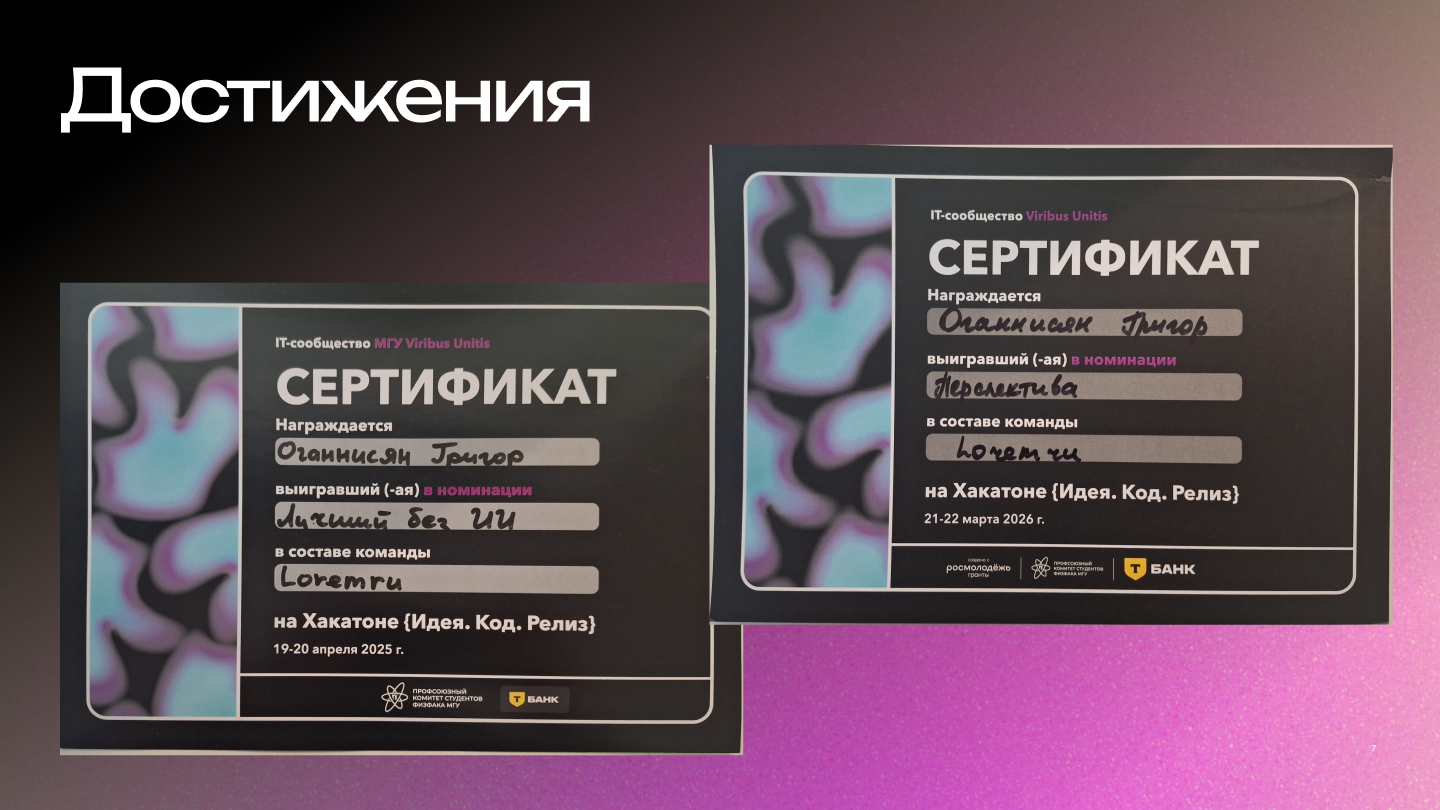 Достижения
IT-сообщество МГУ Viribus Unitis
СЕРТИФИКАТ
Награждается
Оганнисян Григор
выигравший (-ая) в номинации
Лучший без ИИ
в составе команды
Loremru
на Хакатоне {Идея. Код. Релиз}
19-20 апреля 2025 г.
ПРОФСОЮЗНЫЙ
КОМИТЕТ СТУДЕНТОВ
ФИЗФАКА МГУ
Т БАНК
IT-сообщество Viribus Unitis
СЕРТИФИКАТ
Награждается
Оганнисян Григор
выигравший (-ая) в номинации
Перспектива
в составе команды
Loremru
на Хакатоне {Идея. Код. Релиз}
21-22 марта 2026 г.
создано с
росмолодёжь
гранты
ПРОФСОЮЗНЫЙ
КОМИТЕТ СТУДЕНТОВ
ФИЗФАКА МГУ
Т БАНК
7